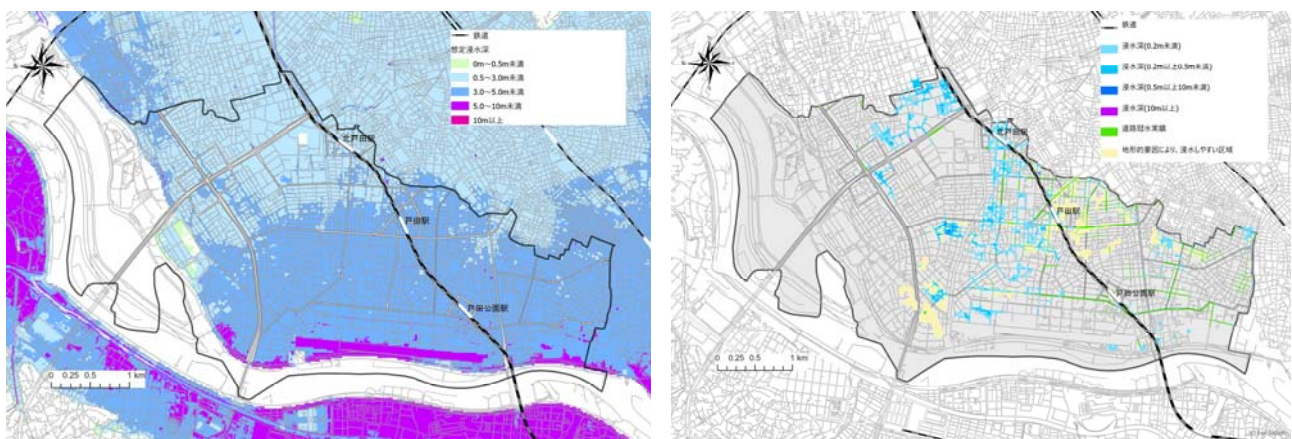 鉄道
想定浸水深
0m～0.5m未満
0.5～3.0m未満
3.0～5.0m未満
5.0～10m未満
10m以上
北戸田駅
戸田駅
戸田公園駅
0 0.25 0.5 1 km
鉄道
浸水深(0.2m未満)
浸水深(0.2m以上0.5m未満)
浸水深(0.5m以上10m未満)
浸水深(10m以上)
道路冠水実績
地形的要因により、浸水しやすい区域
北戸田駅
戸田駅
戸田公園駅
0 0.25 0.5 1 km